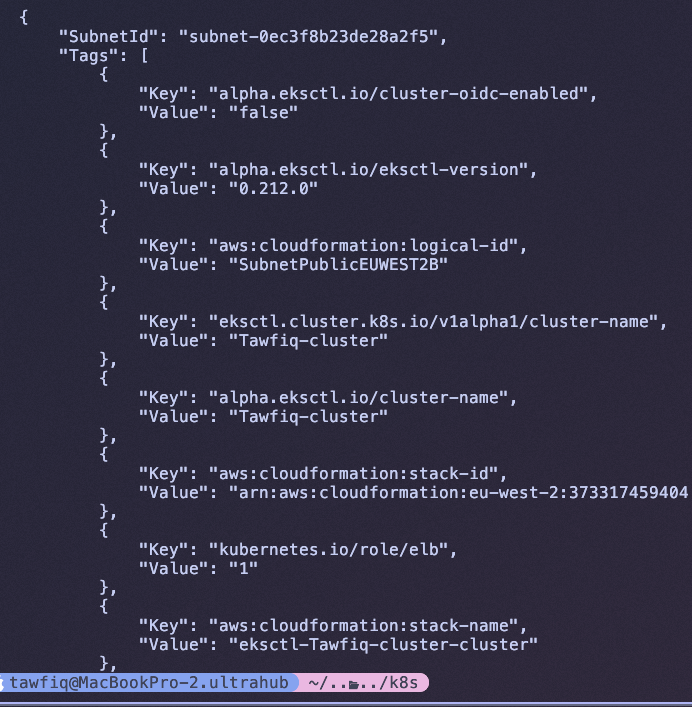 {
"SubnetId": "subnet-0ec3f8b23de28a2f5",
"Tags": [
{
"Key": "alpha.eksctl.io/cluster-oidc-enabled",
"Value": "false"
},
{
"Key": "alpha.eksctl.io/eksctl-version",
"Value": "0.212.0"
},
{
"Key": "aws:cloudformation:logical-id",
"Value": "SubnetPublicEUWEST2B"
},
{
"Key": "eksctl.cluster.k8s.io/v1alpha1/cluster-name",
"Value": "Tawfiq-cluster"
},
{
"Key": "alpha.eksctl.io/cluster-name",
"Value": "Tawfiq-cluster"
},
{
"Key": "aws:cloudformation:stack-id",
"Value": "arn:aws:cloudformation:eu-west-2:373317459404
},
{
"Key": "kubernetes.io/role/elb",
"Value": "1"
},
{
"Key": "aws:cloudformation:stack-name",
"Value": "eksctl-Tawfiq-cluster-cluster"
},
tawfiq@MacBookPro-2.ultrahub ~/../../k8s